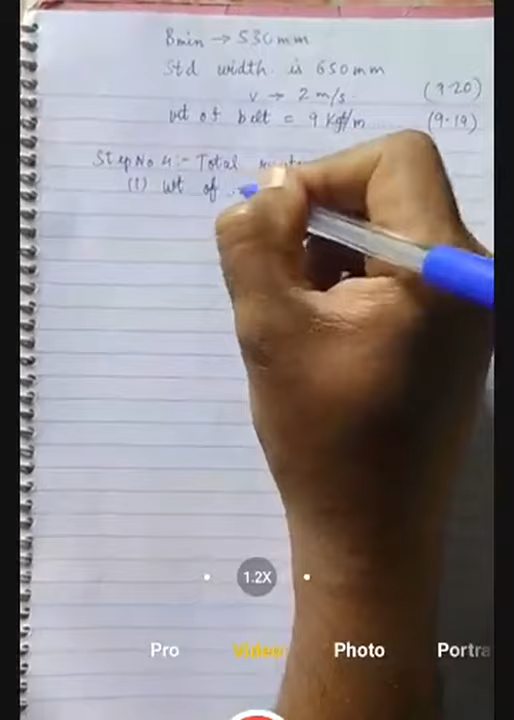 Bmin → 530mm
Std width is 650mm
v → 2 m/s (9.20)
wt of belt = 9 Kgf/m (9.19)
Step No 4:- Total
(1) wt of
1.2X
Pro Video Photo Portra